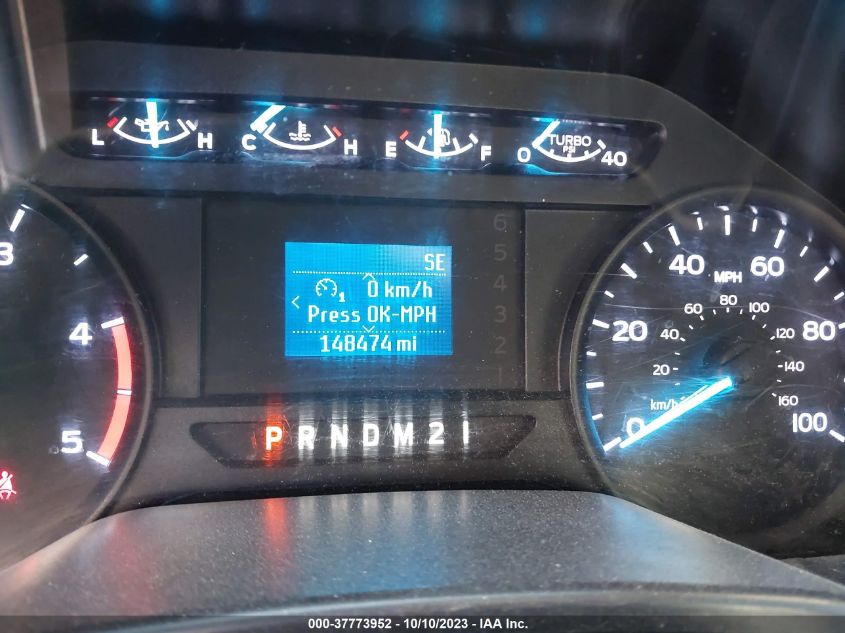 L H C H E F 0 TURBO PSI 40
6
5
4
3
2
1
SE
1 0 km/h
Press OK-MPH
148474 mi
P R N D M 2 1
3
4
5
0 20 40 60 80 100
MPH
20 40 60 80 100 120 140 160
km/h
000-37773952 - 10/10/2023 - IAA Inc.